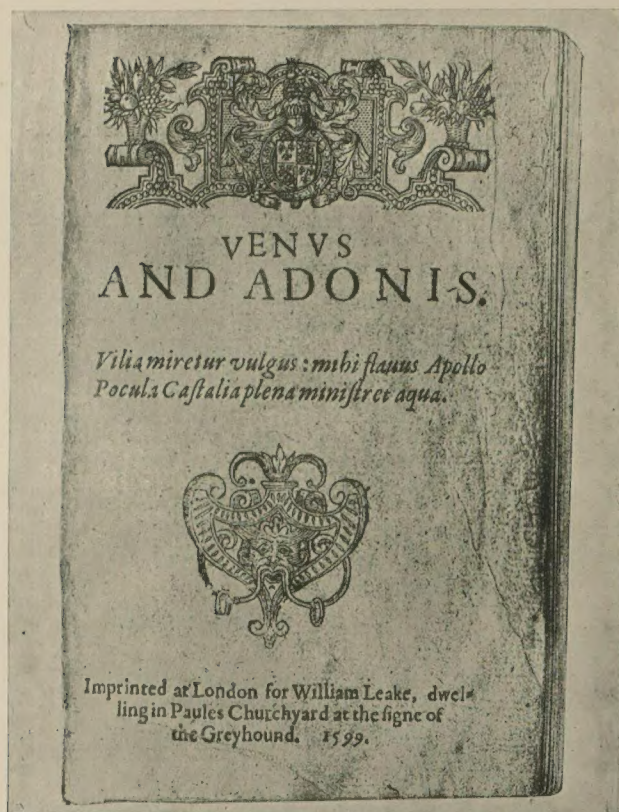 VENVS
AND ADONIS.
Vilia miretur vulgus: mihi flauus Apollo
Pocula Castalia plena ministret aqua.
Imprinted at London for William Leake, dwel-
ling in Paules Churchyard at the signe of
the Greyhound. 1599.